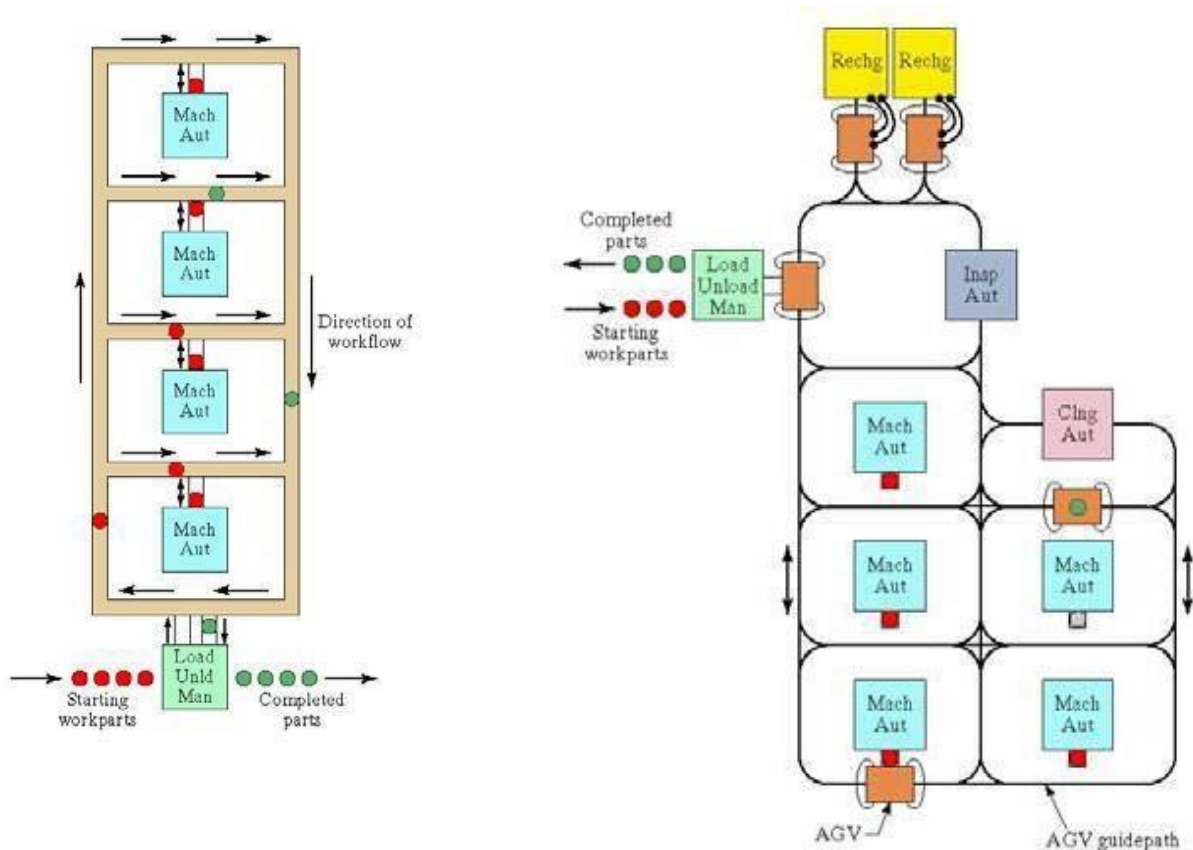 Mach
Aut
Mach
Aut
Direction of
workflow
Mach
Aut
Mach
Aut
Load
Unld
Man
Starting
workparts
Completed
parts
Rechg
Rechg
Completed
parts
Load
Unload
Man
Starting
workparts
Insp
Aut
Mach
Aut
Clng
Aut
Mach
Aut
Mach
Aut
Mach
Aut
Mach
Aut
AGV
AGV guidepath